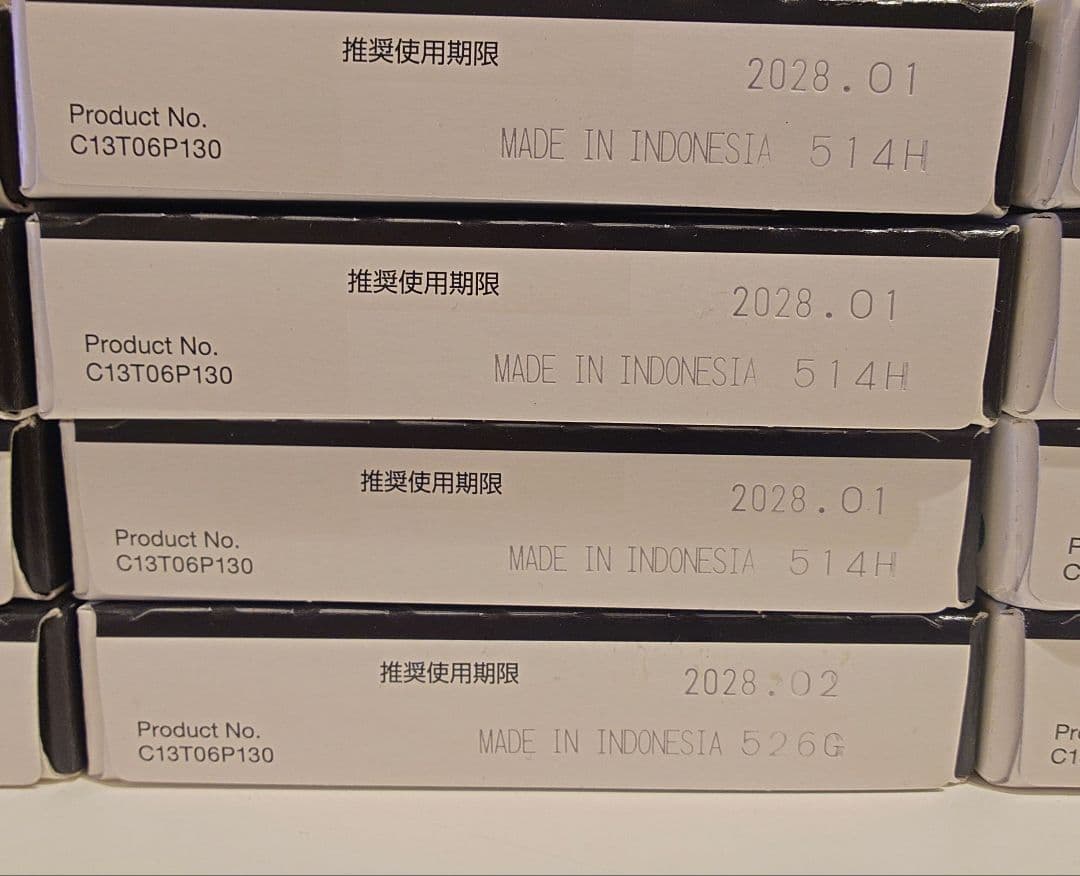 推奨使用期限
2028.01
Product No.
C13T06P130
MADE IN INDONESIA 514H
推奨使用期限
2028.01
Product No.
C13T06P130
MADE IN INDONESIA 514H
推奨使用期限
2028.01
Product No.
C13T06P130
MADE IN INDONESIA 514H
推奨使用期限
2028.02
Product No.
C13T06P130
MADE IN INDONESIA 526G